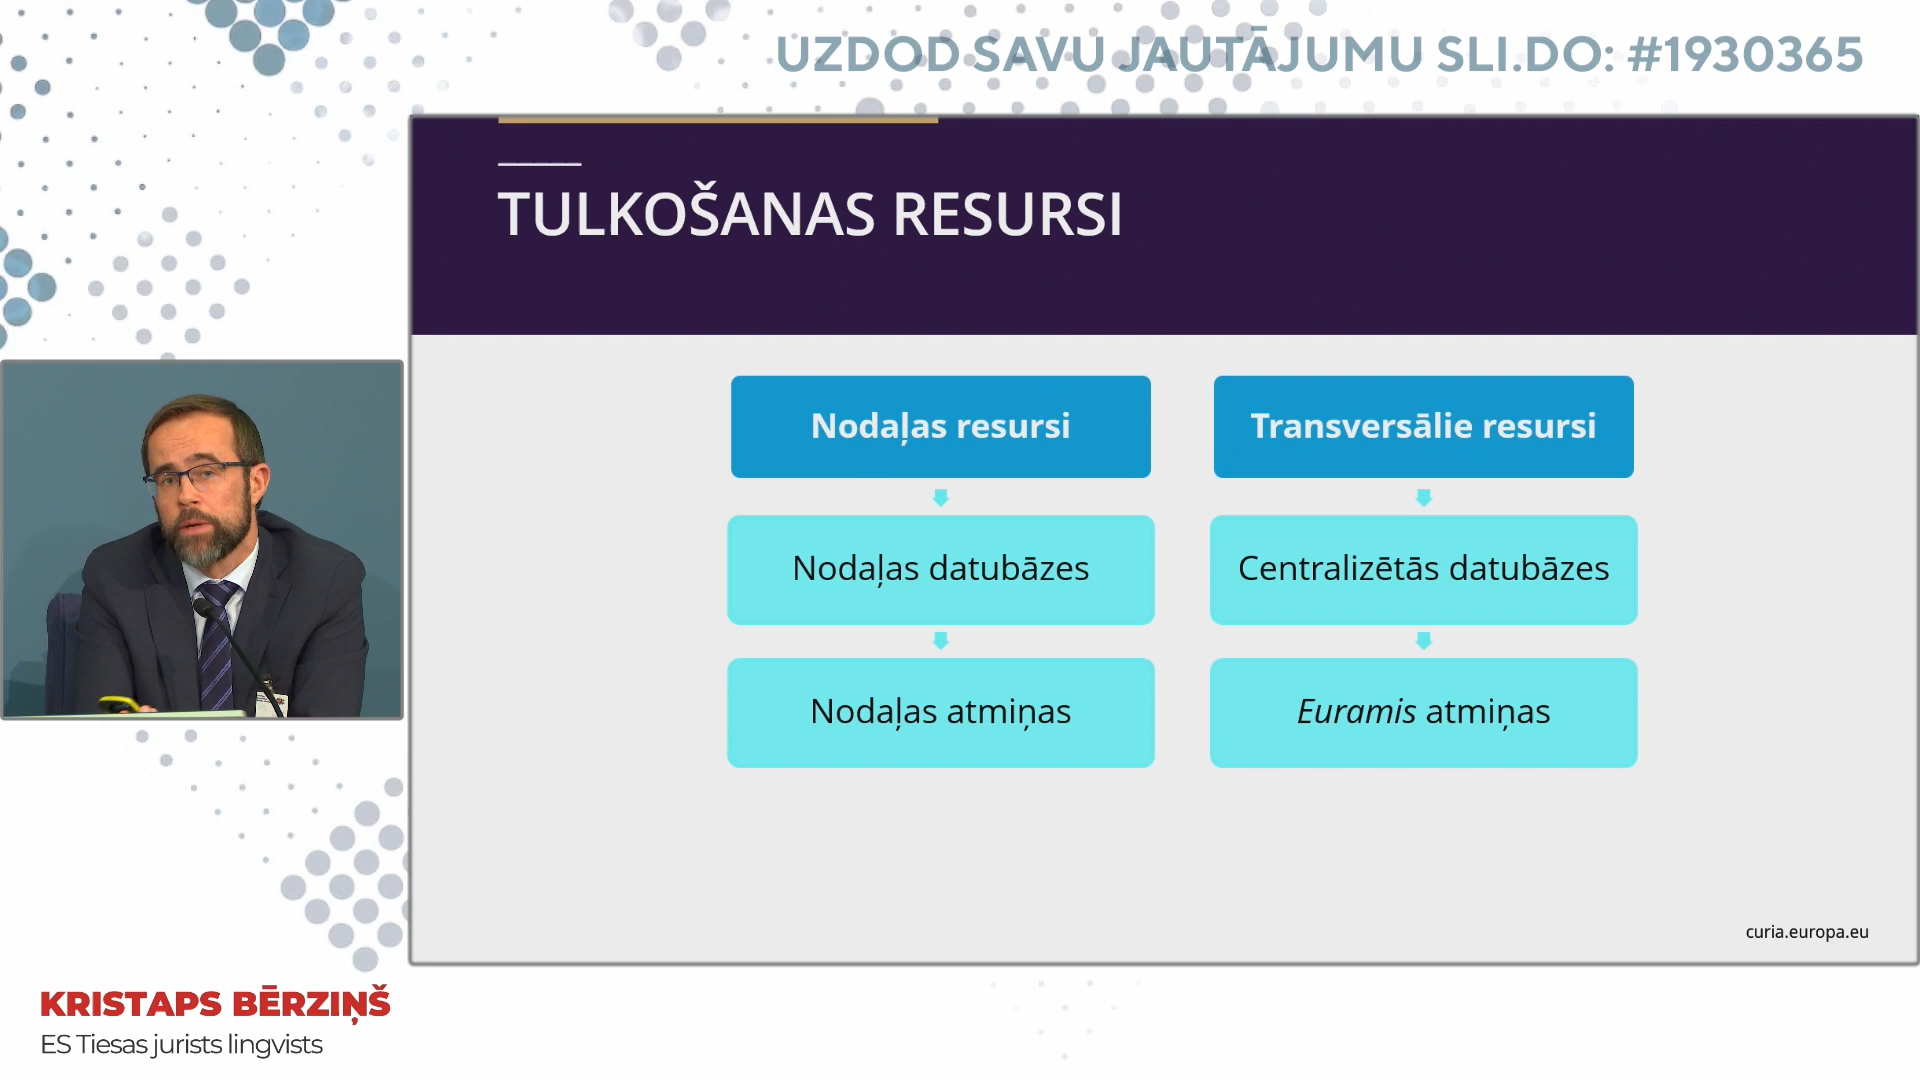 UZDOD SAVU JAUTĀJUMU SLI.DO: #1930365
TULKOŠANAS RESURSI
Nodaļas resursi
Transversālie resursi
Nodaļas datubāzes
Centralizētās datubāzes
Nodaļas atmiņas
Euramis atmiņas
curia.europa.eu
KRISTAPS BĒRZIŅŠ
ES Tiesas jurists lingvists